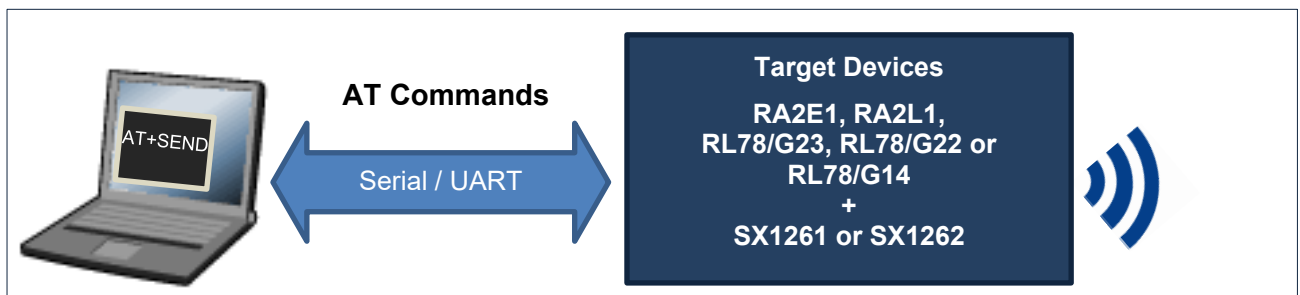 AT+SEND
AT Commands
Serial / UART
Target Devices
RA2E1, RA2L1,
RL78/G23, RL78/G22 or
RL78/G14
+
SX1261 or SX1262